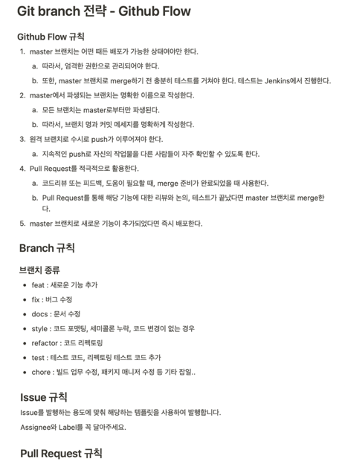 Git branch 전략 - Github Flow
Github Flow 규칙
1. master 브랜치는 어떤 때든 배포가 가능한 상태여야만 한다.
a. 따라서, 엄격한 권한으로 관리되어야 한다.
b. 또한, master 브랜치로 merge하기 전 충분히 테스트를 거쳐야 한다. 테스트는 Jenkins에서 진행한다.
2. master에서 파생되는 브랜치는 명확한 이름으로 작성한다.
a. 모든 브랜치는 master로부터만 파생된다.
b. 따라서, 브랜치 명과 커밋 메세지를 명확하게 작성한다.
3. 원격 브랜치로 수시로 push가 이루어져야 한다.
a. 지속적인 push로 자신의 작업물을 다른 사람들이 자주 확인할 수 있도록 한다.
4. Pull Request를 적극적으로 활용한다.
a. 코드리뷰 또는 피드백, 도움이 필요할 때, merge 준비가 완료되었을 때 사용한다.
b. Pull Request를 통해 해당 기능에 대한 리뷰와 논의, 테스트가 끝났다면 master 브랜치로 merge한
다.
5. master 브랜치로 새로운 기능이 추가되었다면 즉시 배포한다.
Branch 규칙
브랜치 종류
• feat : 새로운 기능 추가
• fix : 버그 수정
• docs : 문서 수정
• style : 코드 포맷팅, 세미콜론 누락, 코드 변경이 없는 경우
• refactor : 코드 리펙토링
• test : 테스트 코드, 리펙토링 테스트 코드 추가
• chore : 빌드 업무 수정, 패키지 매니저 수정 등 기타 잡일..
Issue 규칙
Issue를 발행하는 용도에 맞춰 해당하는 템플릿을 사용하여 발행합니다.
Assignee와 Label를 꼭 달아주세요.
Pull Request 규칙